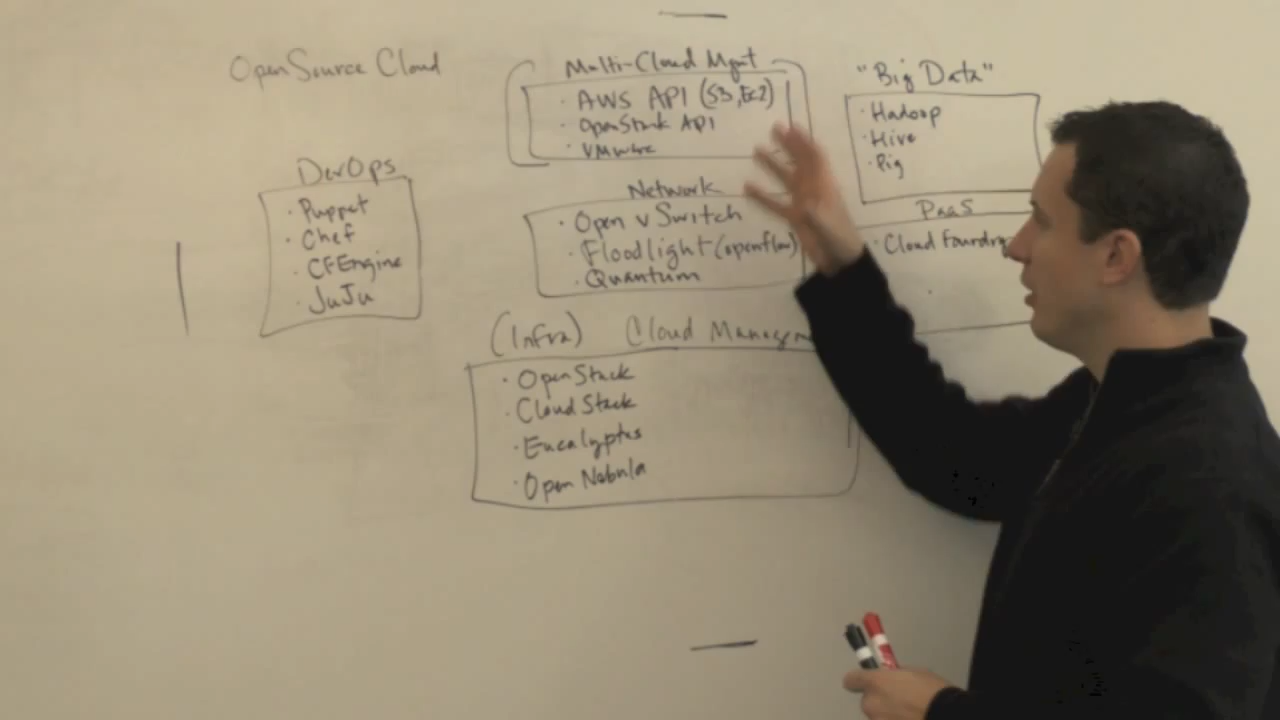 OpenSource Cloud
DevOps
· Puppet
· Chef
· CFEngine
· JuJu
Multi-Cloud Mgmt
· AWS API (S3, Ec2)
· OpenStack API
· VMware
Network
· Open vSwitch
· Floodlight (openflow)
· Quantum
(Infra) Cloud Managem
· OpenStack
· CloudStack
· Eucalyptus
· Open Nebula
"Big Data"
· Hadoop
· Hive
· Pig
PaaS
· Cloud Foundry